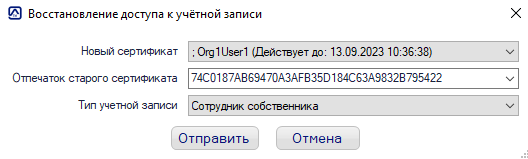 Восстановление доступа к учётной записи
Новый сертификат ; Org1User1 (Действует до: 13.09.2023 10:36:38)
Отпечаток старого сертификата 74C0187AB69470A3AFB35D184C63A9832B795422
Тип учетной записи Сотрудник собственника
Отправить Отмена